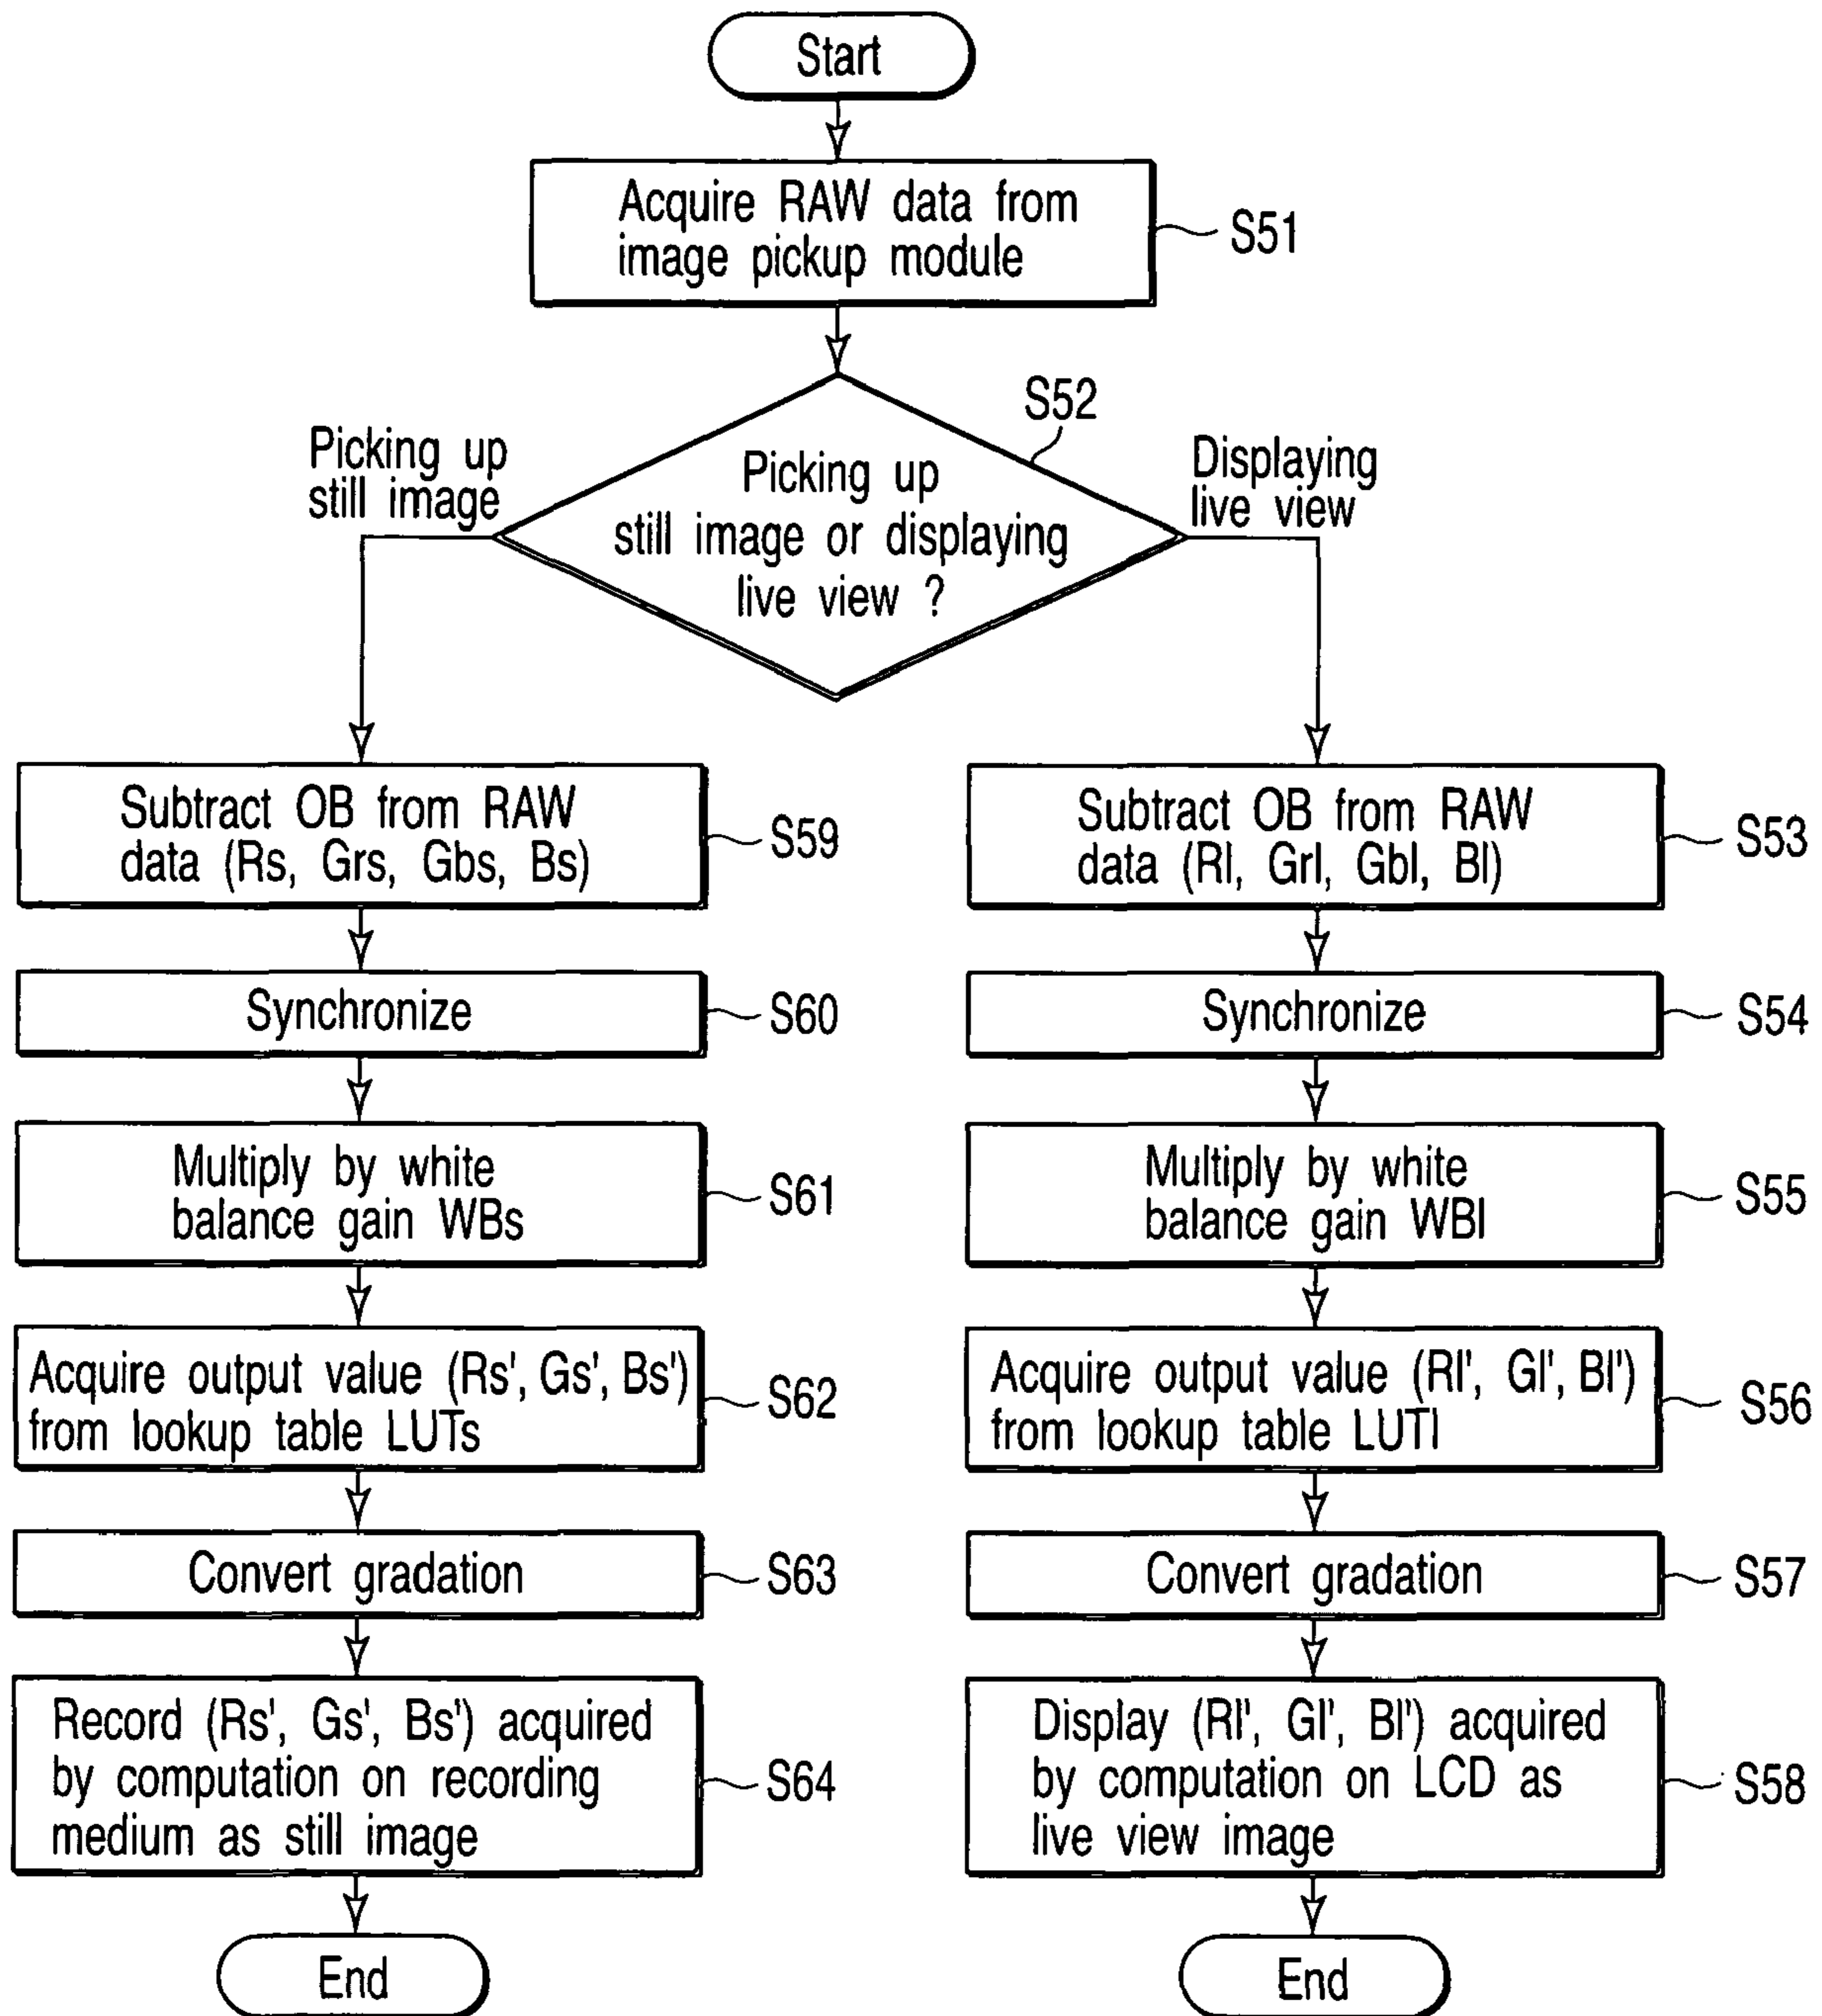 Start
Acquire RAW data from
image pickup module
S51
S52
Picking up
still image
Picking up
still image or displaying
live view ?
Displaying
live view
Subtract OB from RAW
data (Rs, Grs, Gbs, Bs)
S59
Synchronize
S60
Multiply by white
balance gain WBs
S61
Acquire output value (Rs', Gs', Bs')
from lookup table LUTs
S62
Convert gradation
S63
Record (Rs', Gs', Bs') acquired
by computation on recording
medium as still image
S64
End
Subtract OB from RAW
data (Rl, Grl, Gbl, Bl)
S53
Synchronize
S54
Multiply by white
balance gain WBl
S55
Acquire output value (Rl', Gl', Bl')
from lookup table LUTl
S56
Convert gradation
S57
Display (Rl', Gl', Bl') acquired
by computation on LCD as
live view image
S58
End